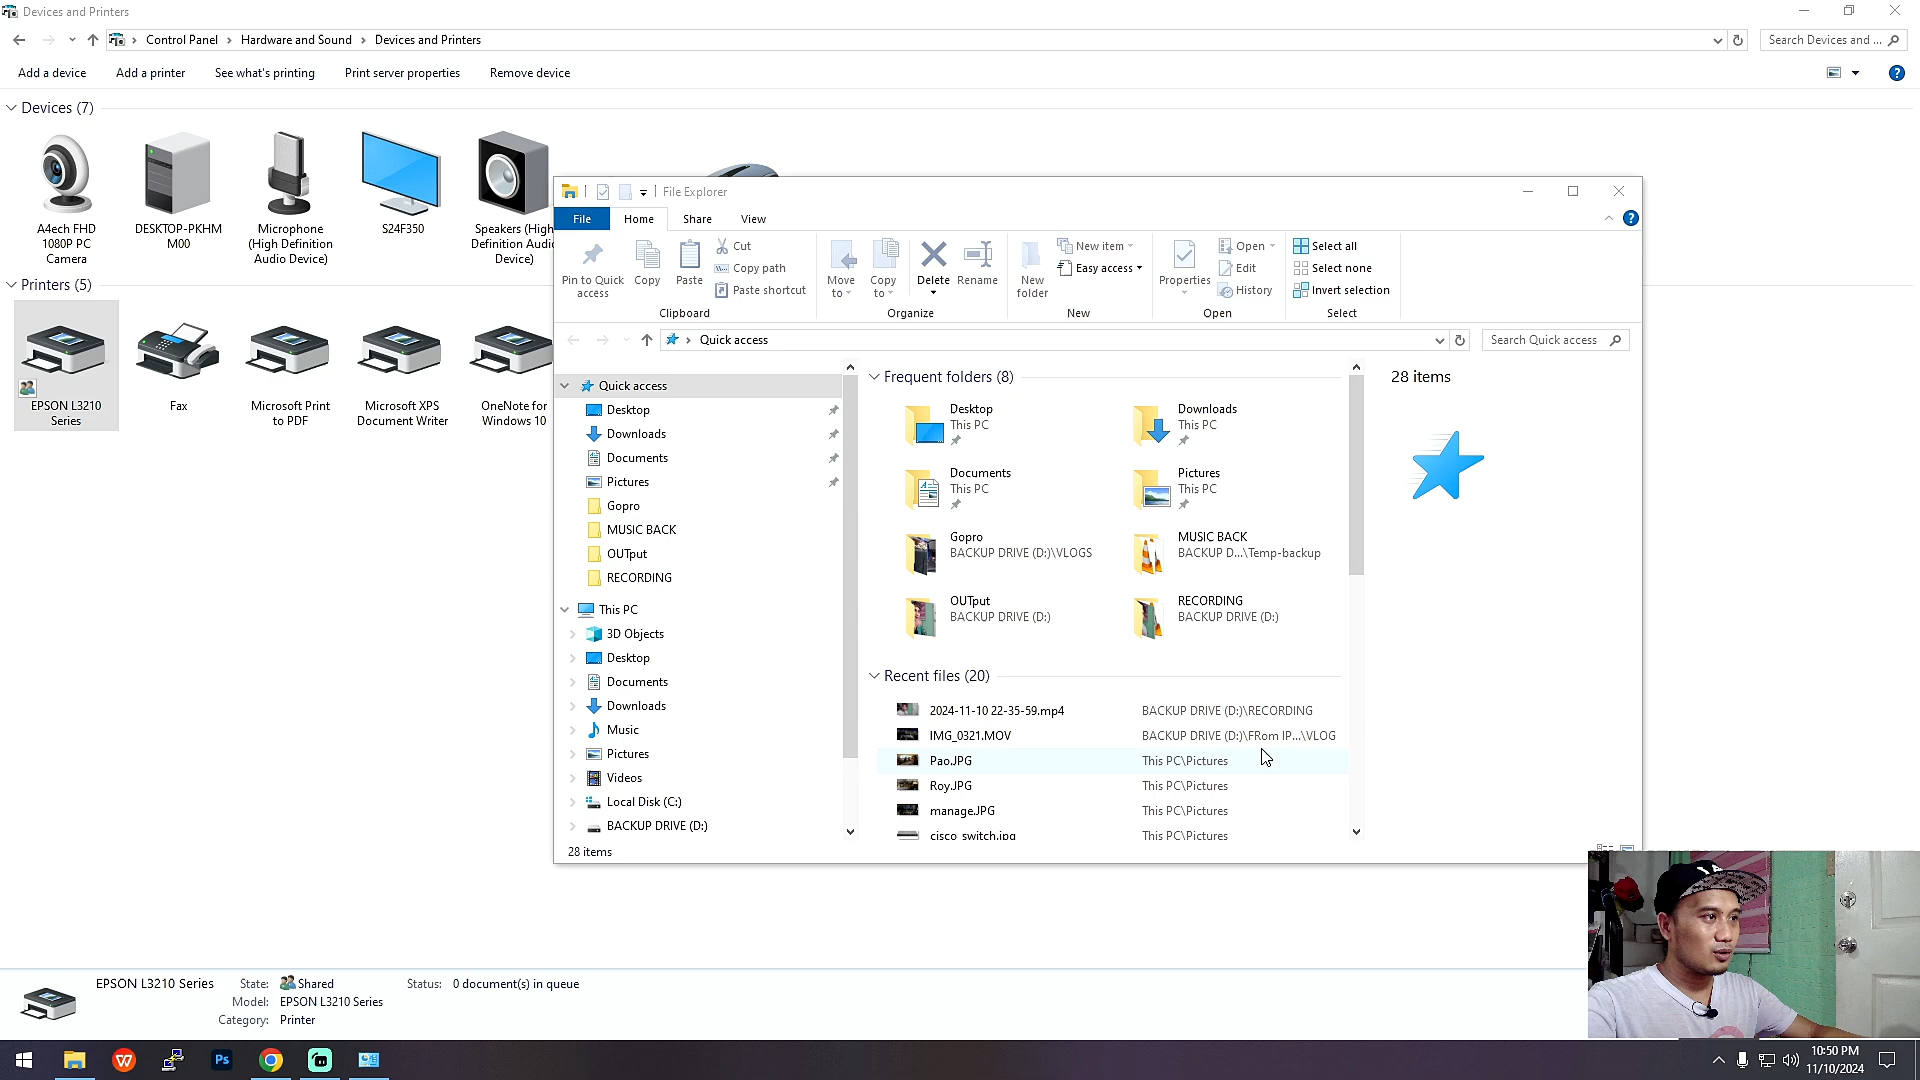 Devices and Printers
Control Panel > Hardware and Sound > Devices and Printers
Search Devices and ...
Add a device
Add a printer
See what's printing
Print server properties
Remove device
Devices (7)
A4ech FHD
1080P PC
Camera
DESKTOP-PKHM
M00
Microphone
(High Definition
Audio Device)
S24F350
Speakers (High
Definition Audio
Device)
Printers (5)
EPSON L3210
Series
Fax
Microsoft Print
to PDF
Microsoft XPS
Document Writer
OneNote for
Windows 10
File Explorer
File
Home
Share
View
Pin to Quick
access
Copy
Paste
Cut
Copy path
Paste shortcut
Clipboard
Move
to
Copy
to
Delete
Rename
Organize
New
folder
New item
Easy access
New
Properties
Open
Edit
History
Open
Select all
Select none
Invert selection
Select
Quick access
Search Quick access
Quick access
Desktop
Downloads
Documents
Pictures
Gopro
MUSIC BACK
OUTput
RECORDING
This PC
3D Objects
Desktop
Documents
Downloads
Music
Pictures
Videos
Local Disk (C:)
BACKUP DRIVE (D:)
28 items
Frequent folders (8)
Desktop
This PC
Downloads
This PC
Documents
This PC
Pictures
This PC
Gopro
BACKUP DRIVE (D:)\VLOGS
MUSIC BACK
BACKUP D...\Temp-backup
OUTput
BACKUP DRIVE (D:)
RECORDING
BACKUP DRIVE (D:)
Recent files (20)
2024-11-10 22-35-59.mp4 BACKUP DRIVE (D:)\RECORDING
IMG_0321.MOV BACKUP DRIVE (D:)\FRom IP...\VLOG
Pao.JPG This PC\Pictures
Roy.JPG This PC\Pictures
manage.JPG This PC\Pictures
cisco_switch.jpg This PC\Pictures
28 items
EPSON L3210 Series
State: Shared
Model: EPSON L3210 Series
Category: Printer
Status: 0 document(s) in queue
W
Ps
10:50 PM
11/10/2024